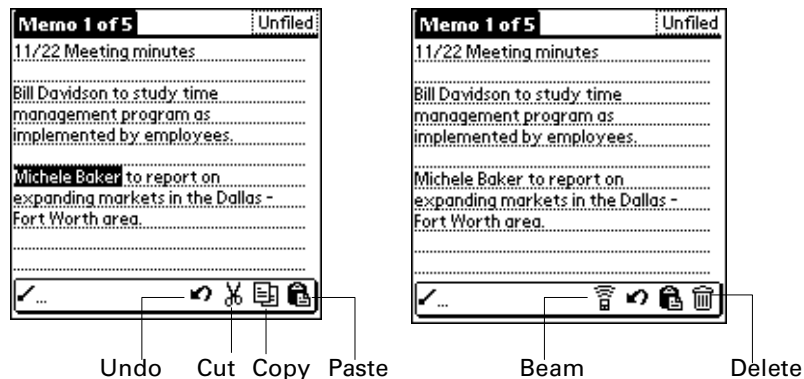 Memo 1 of 5
Unfiled
11/22 Meeting minutes
Bill Davidson to study time
management program as
implemented by employees.
Michele Baker to report on
expanding markets in the Dallas -
Fort Worth area.
...
Undo Cut Copy Paste
Memo 1 of 5
Unfiled
11/22 Meeting minutes
Bill Davidson to study time
management program as
implemented by employees.
Michele Baker to report on
expanding markets in the Dallas -
Fort Worth area.
...
Beam Delete